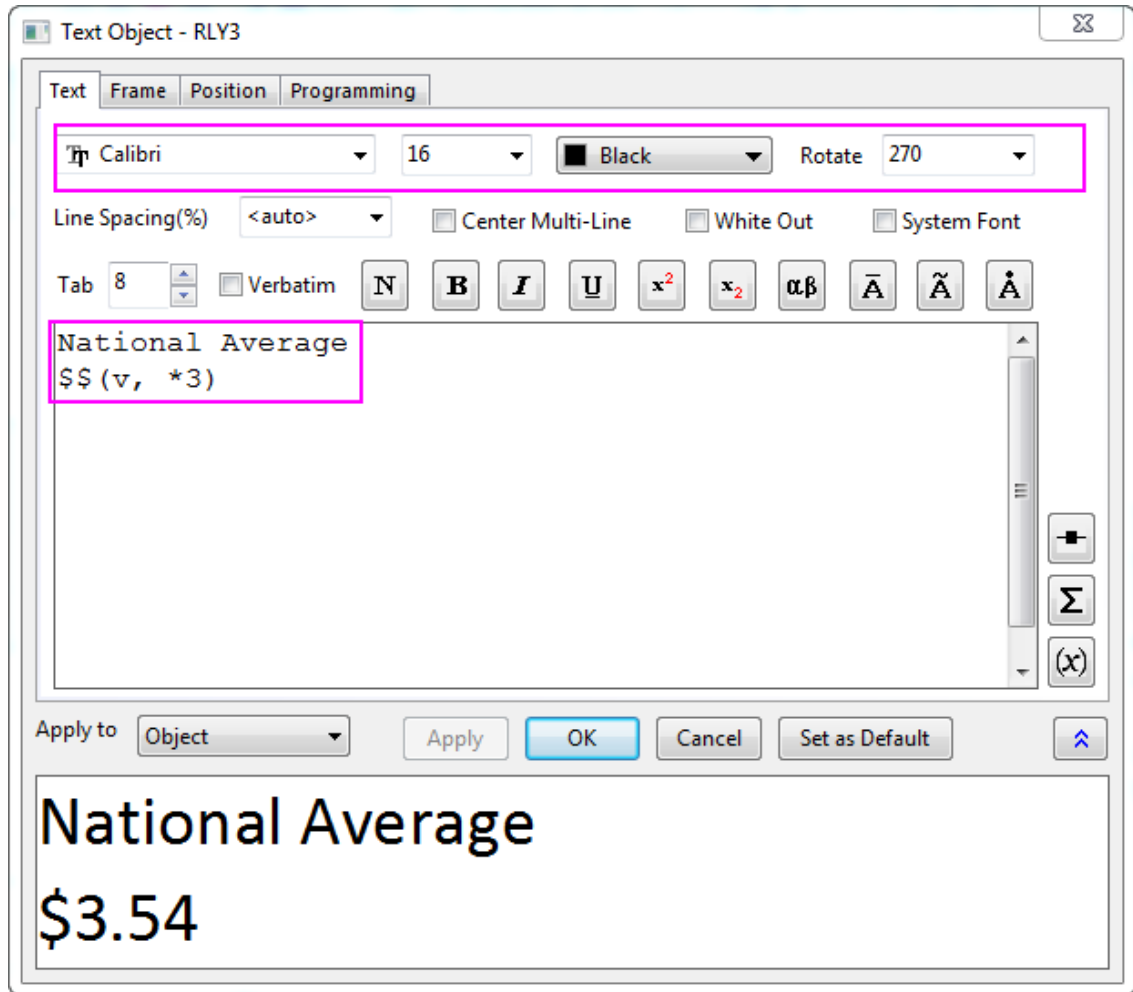 Text Object - RLY3
Text Frame Position Programming
Calibri 16 Black Rotate 270
Line Spacing(%) <auto> Center Multi-Line White Out System Font
Tab 8 Verbatim N B I U x² x₂ αβ Ā Ã Å
National Average
$$(v, *3)
Σ
(x)
Apply to Object Apply OK Cancel Set as Default
National Average
$3.54